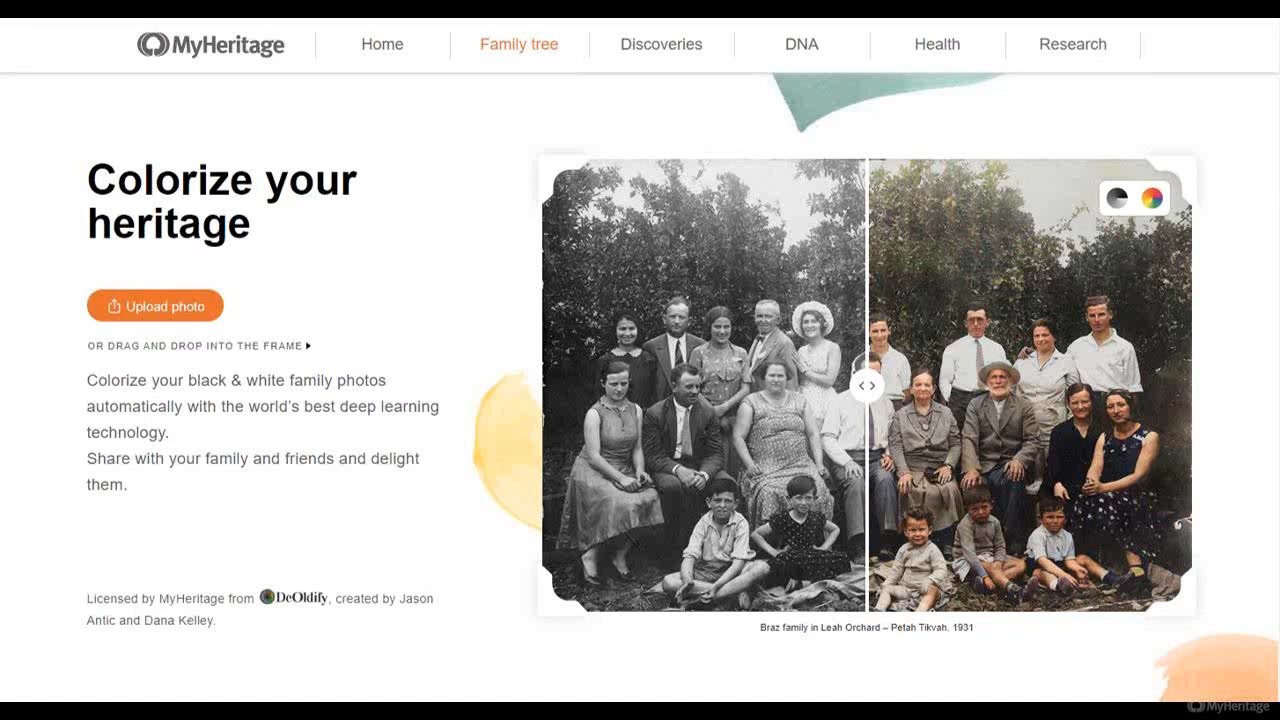 MyHeritage
Home
Family tree
Discoveries
DNA
Health
Research
Colorize your
heritage
Upload photo
OR DRAG AND DROP INTO THE FRAME
Colorize your black & white family photos
automatically with the world's best deep learning
technology.
Share with your family and friends and delight
them.
Licensed by MyHeritage from DeOldify, created by Jason
Antic and Dana Kelley.
Braz family in Leah Orchard – Petah Tikvah, 1931
MyHeritage